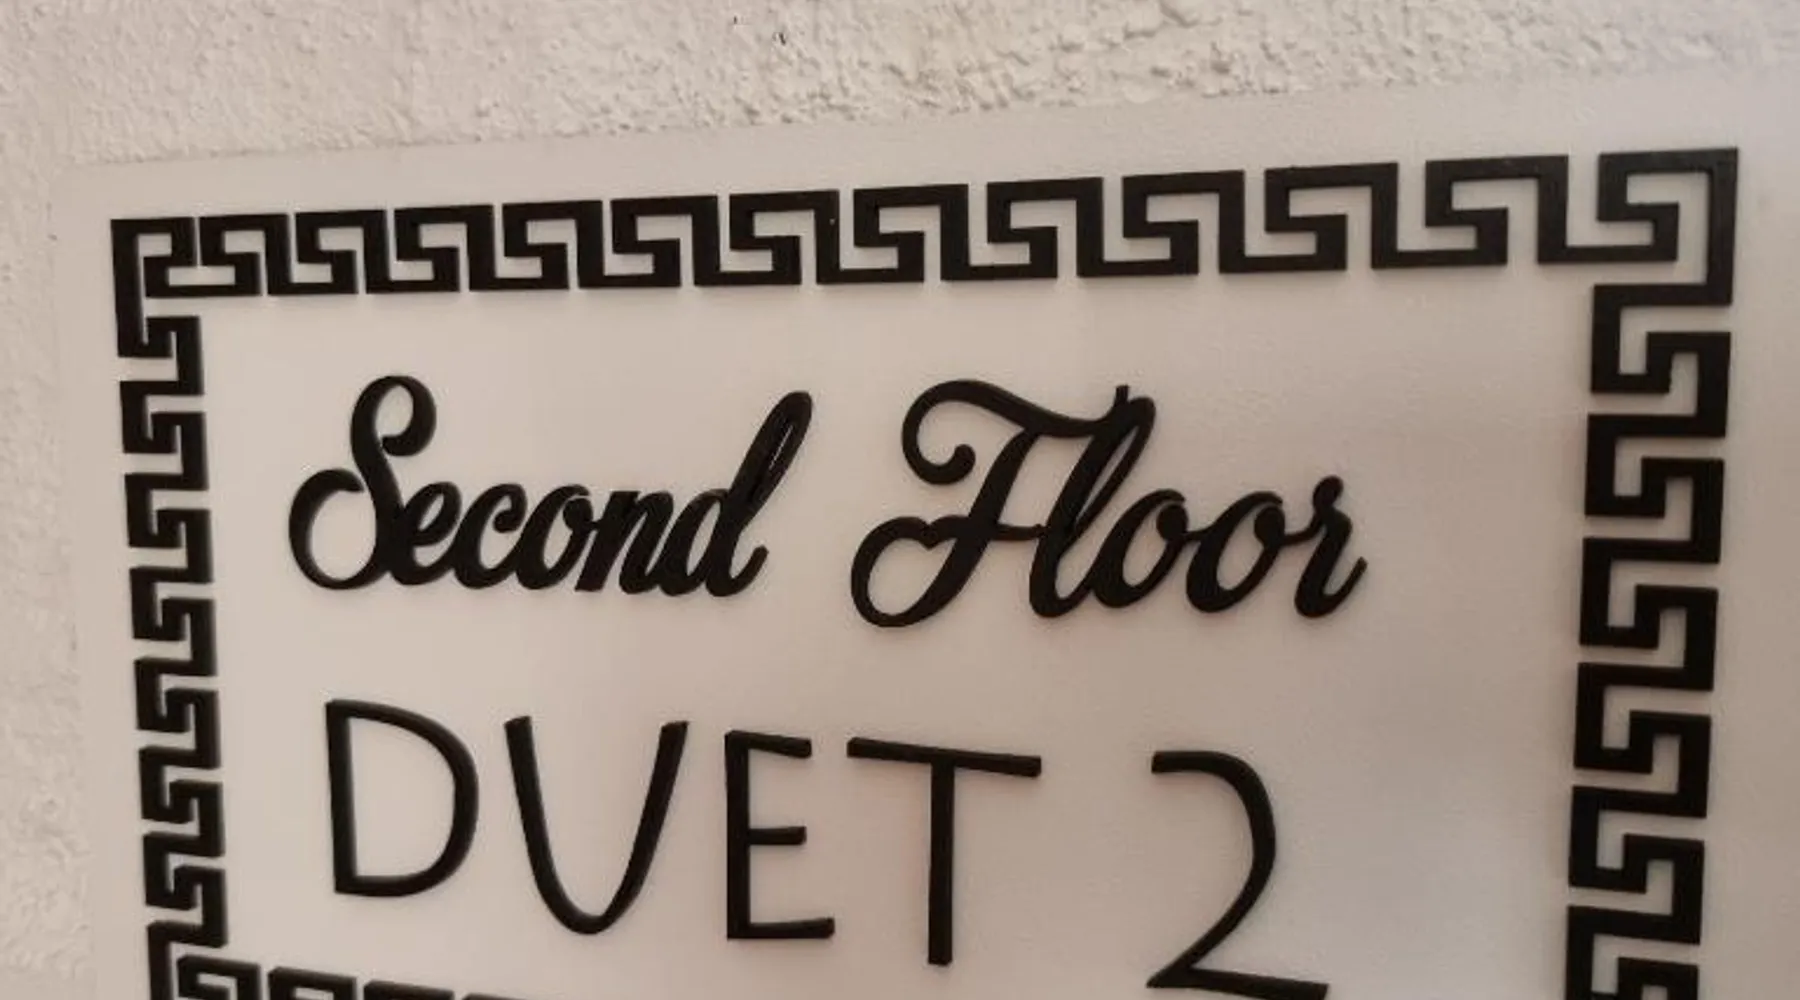 Second Floor
DUET 2